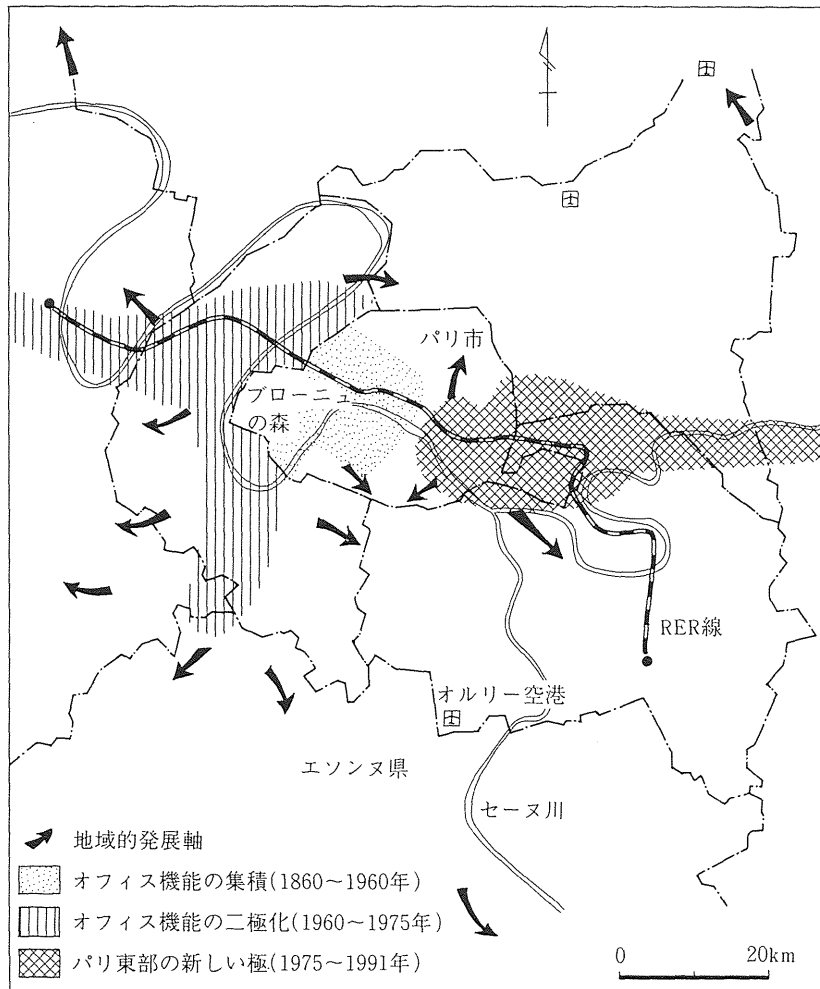 パリ市
ブローニュ
の森
RER線
オルリー空港
エソンヌ県
セーヌ川
地域的発展軸
オフィス機能の集積(1860〜1960年)
オフィス機能の二極化(1960〜1975年)
パリ東部の新しい極(1975〜1991年)
0 20km